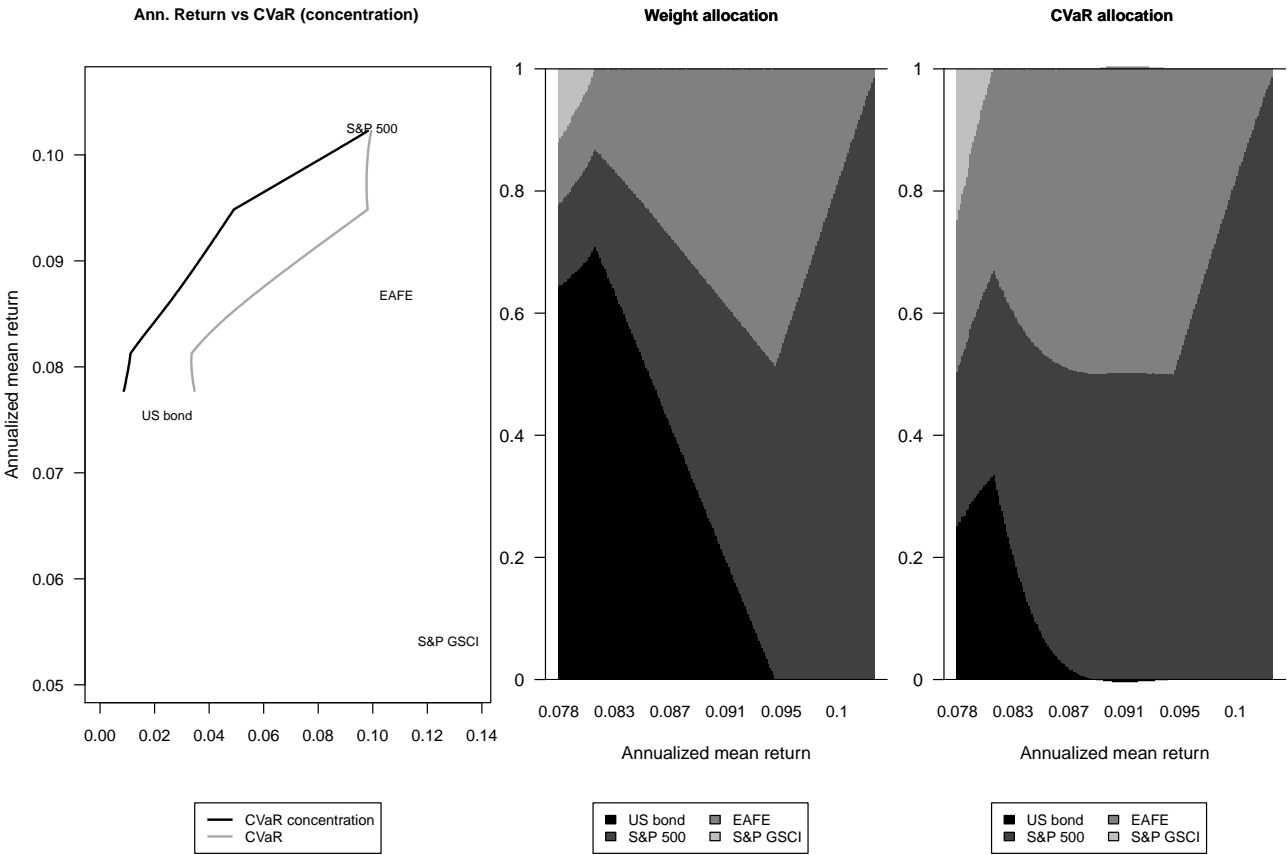 Ann. Return vs CVaR (concentration)
Annualized mean return
0.10
0.09
0.08
0.07
0.06
0.05
S&P 500
EAFE
US bond
S&P GSCI
0.00 0.02 0.04 0.06 0.08 0.10 0.12 0.14
CVaR concentration
CVaR
Weight allocation
1
0.8
0.6
0.4
0.2
0
0.078 0.083 0.087 0.091 0.095 0.1
Annualized mean return
US bond EAFE
S&P 500 S&P GSCI
CVaR allocation
1
0.8
0.6
0.4
0.2
0
0.078 0.083 0.087 0.091 0.095 0.1
Annualized mean return
US bond EAFE
S&P 500 S&P GSCI